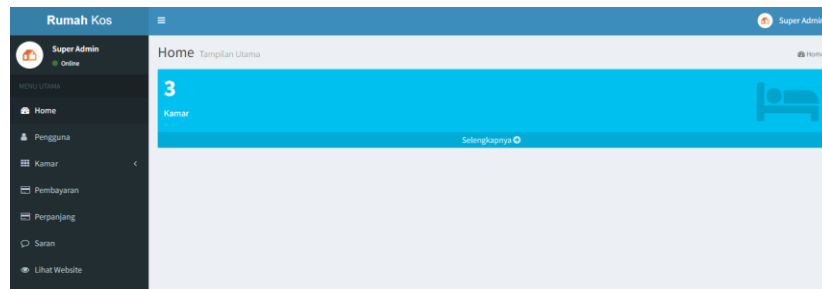 Rumah Kos
Super Admin
Super Admin
Online
Home Tampilan Utama
Home
MENU UTAMA
Home
Pengguna
Kamar
Pembayaran
Perpanjang
Saran
Lihat Website
3
Kamar
Selengkapnya